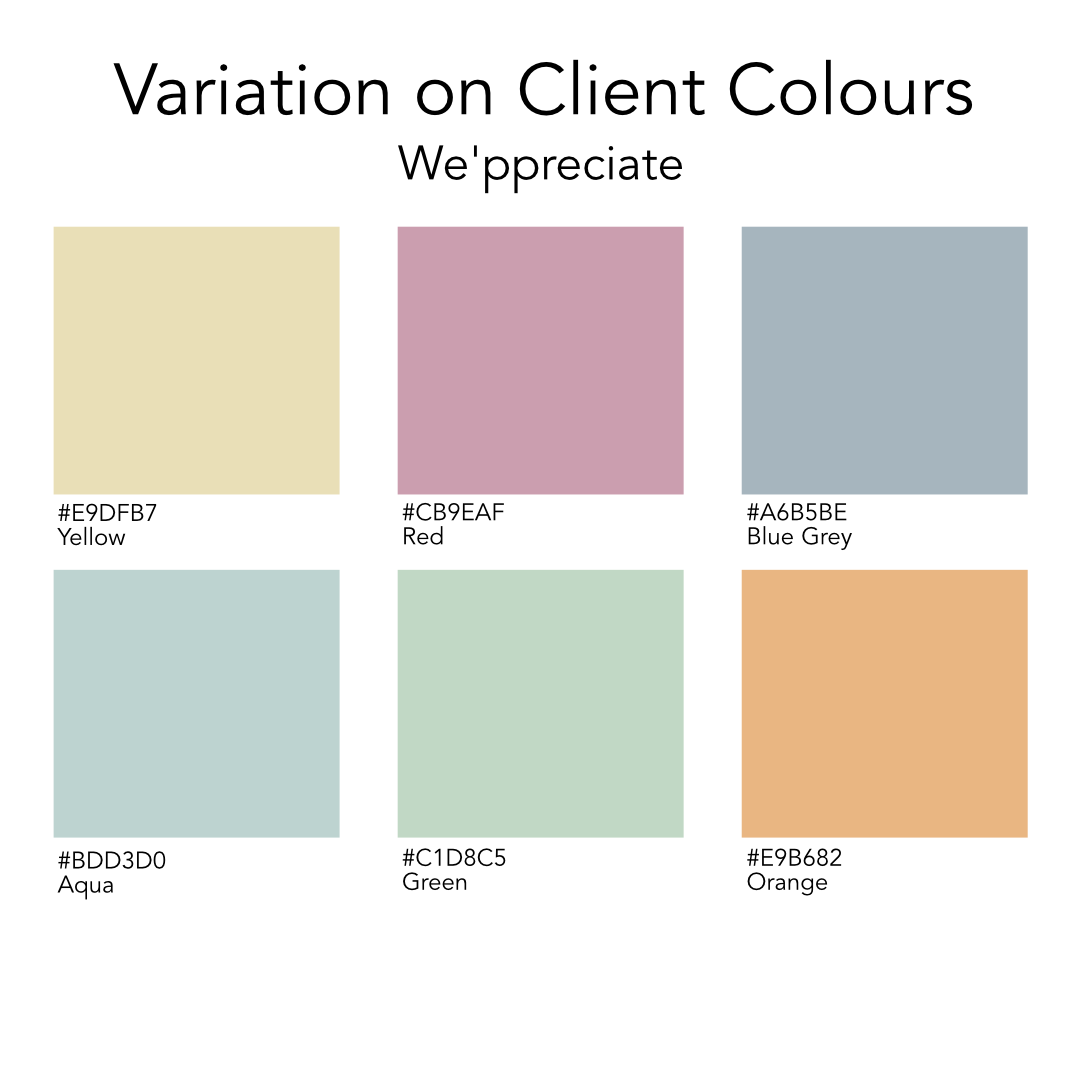 Variation on Client Colours
We'ppreciate
#E9DFB7
Yellow
#CB9EAF
Red
#A6B5BE
Blue Grey
#BDD3D0
Aqua
#C1D8C5
Green
#E9B682
Orange